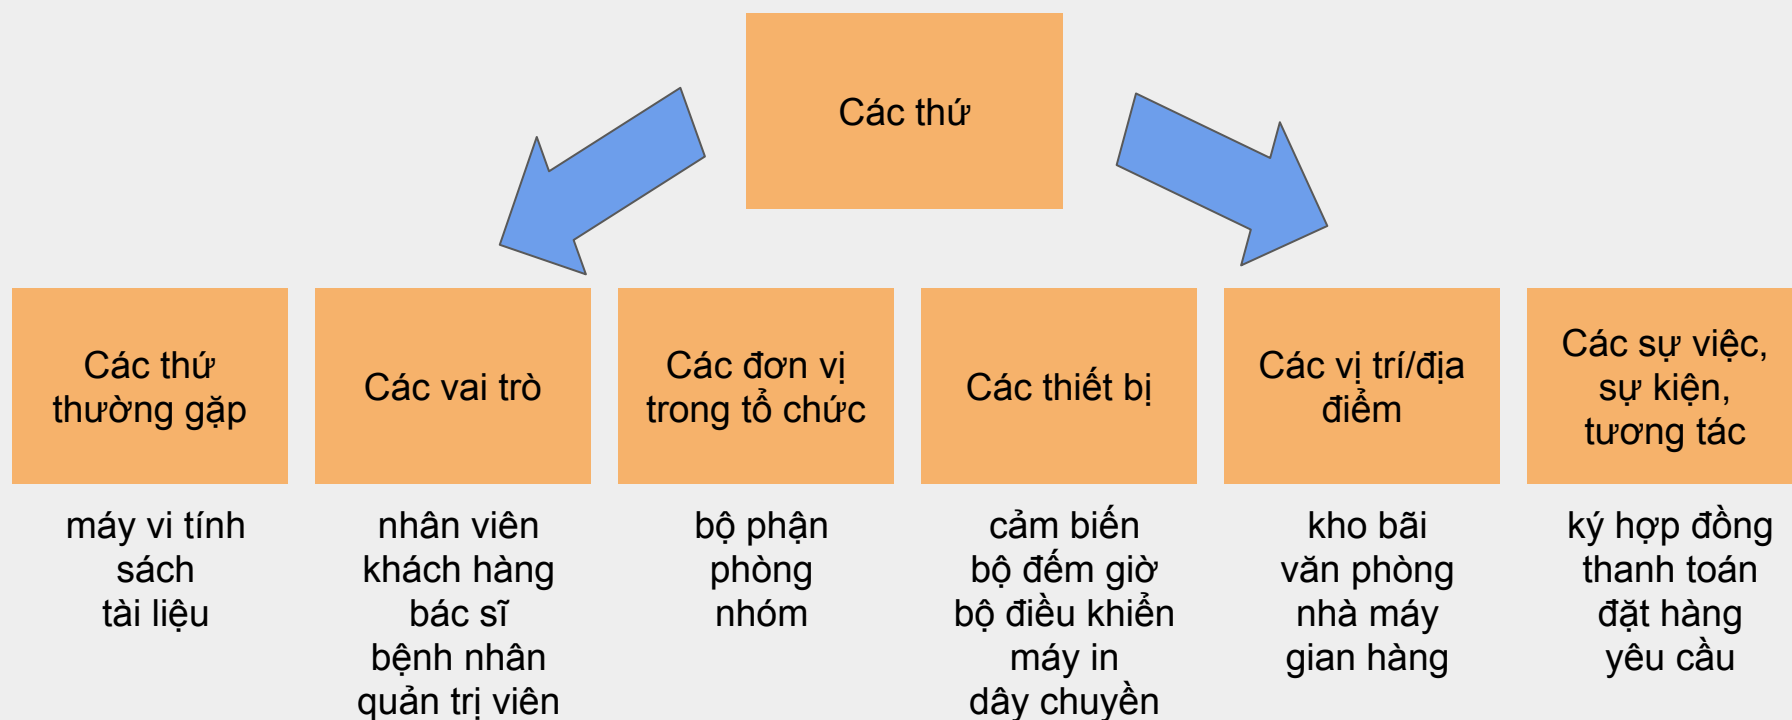 Các thứ
Các thứ
thường gặp
Các vai trò
Các đơn vị
trong tổ chức
Các thiết bị
Các vị trí/địa
điểm
Các sự việc,
sự kiện,
tương tác
máy vi tính
sách
tài liệu
nhân viên
khách hàng
bác sĩ
bệnh nhân
quản trị viên
bộ phận
phòng
nhóm
cảm biến
bộ đếm giờ
bộ điều khiển
máy in
dây chuyền
kho bãi
văn phòng
nhà máy
gian hàng
ký hợp đồng
thanh toán
đặt hàng
yêu cầu